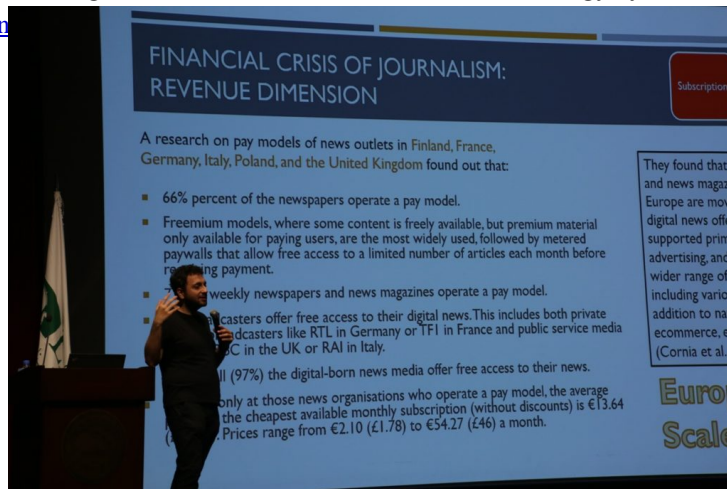 FINANCIAL CRISIS OF JOURNALISM:
REVENUE DIMENSION
Subscription
A research on pay models of news outlets in Finland, France,
Germany, Italy, Poland, and the United Kingdom found out that:
66% percent of the newspapers operate a pay model.
Freemium models, where some content is freely available, but premium material
only available for paying users, are the most widely used, followed by metered
paywalls that allow free access to a limited number of articles each month before
payment.
weekly newspapers and news magazines operate a pay model.
offer free access to their digital news. This includes both private
like RTL in Germany or TF1 in France and public service media
in the UK or RAI in Italy.
(97%) the digital-born news media offer free access to their news.
only at those news organisations who operate a pay model, the average
the cheapest available monthly subscription (without discounts) is €13.64
Prices range from €2.10 (£1.78) to €54.27 (£46) a month.
They found that
and news magaz
Europe are mov
digital news offe
supported prin
advertising, and
wider range of
including vario
addition to na
ecommerce, e
(Cornia et al.
Euro
Scale